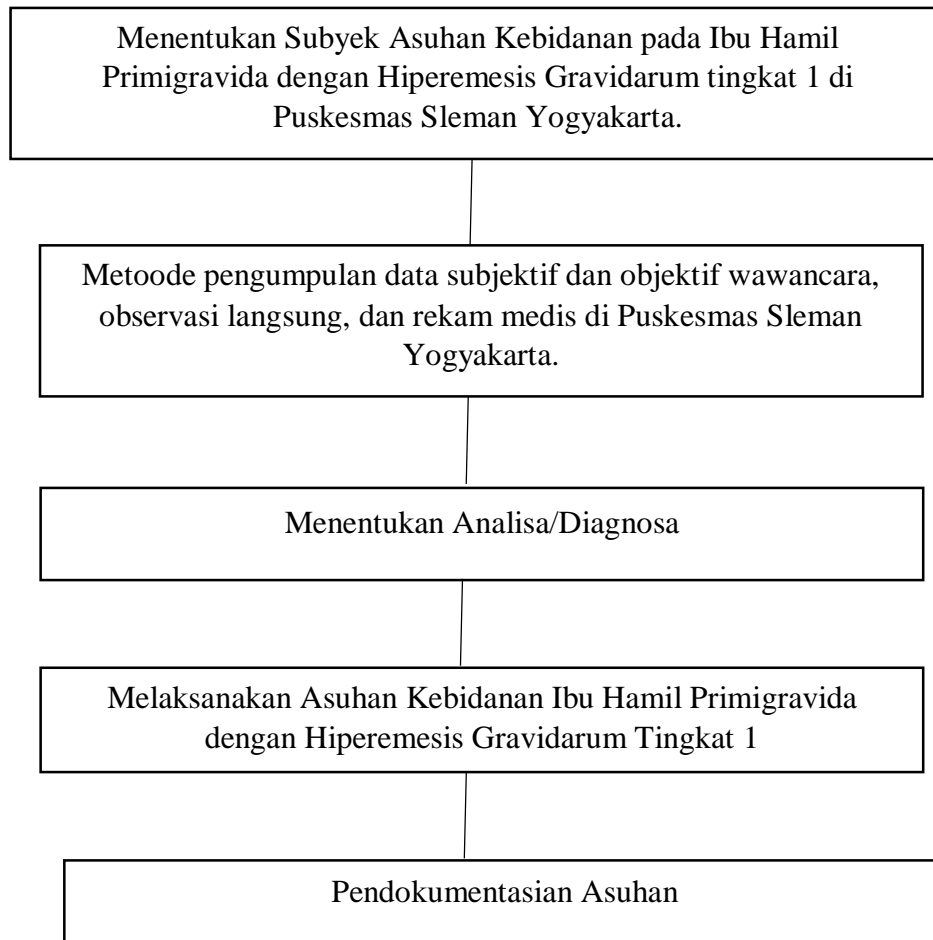 Menentukan Subyek Asuhan Kebidanan pada Ibu Hamil
Primigravida dengan Hiperemesis Gravidarum tingkat 1 di
Puskesmas Sleman Yogyakarta.
Metoode pengumpulan data subjektif dan objektif wawancara,
observasi langsung, dan rekam medis di Puskesmas Sleman
Yogyakarta.
Menentukan Analisa/Diagnosa
Melaksanakan Asuhan Kebidanan Ibu Hamil Primigravida
dengan Hiperemesis Gravidarum Tingkat 1
Pendokumentasian Asuhan